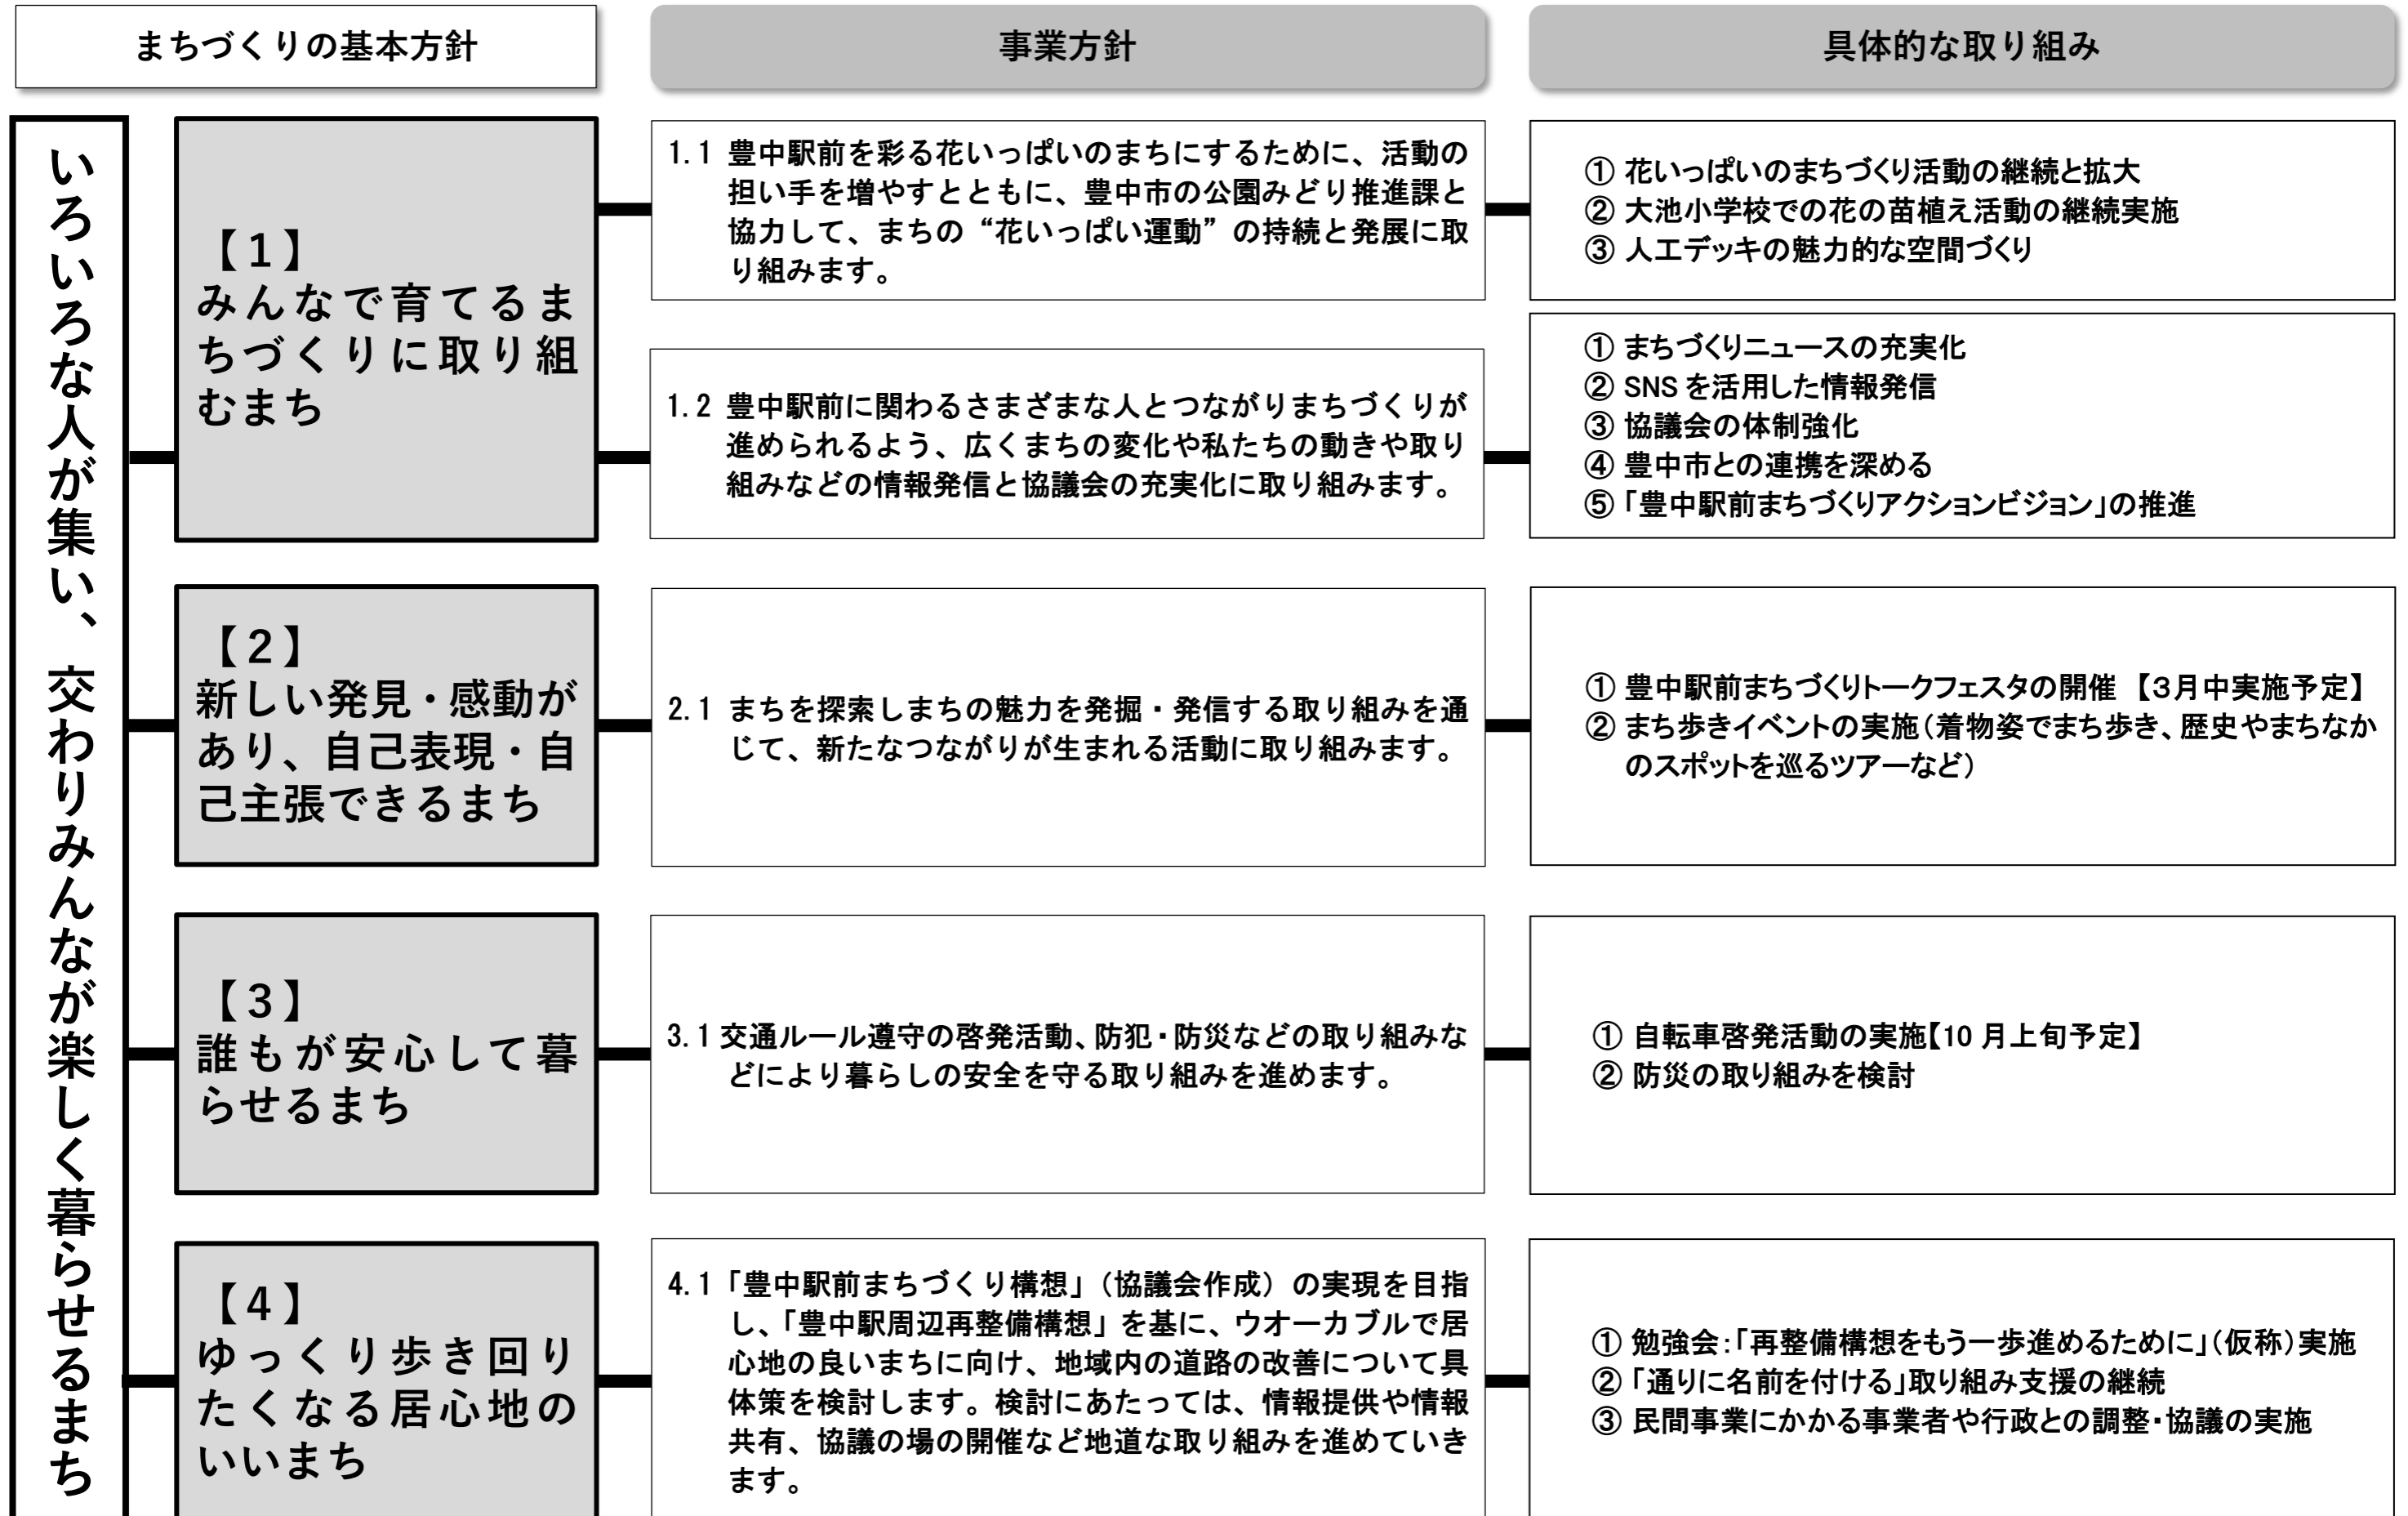 まちづくりの基本方針
事業方針
具体的な取り組み
いろいろな人が集い、交わりみんなが楽しく暮らせるまち
【1】
みんなで育てるま
ちづくりに取り組
むまち
1.1 豊中駅前を彩る花いっぱいのまちにするために、活動の
担い手を増やすとともに、豊中市の公園みどり推進課と
協力して、まちの“花いっぱい運動”の持続と発展に取
り組みます。
① 花いっぱいのまちづくり活動の継続と拡大
② 大池小学校での花の苗植え活動の継続実施
③ 人工デッキの魅力的な空間づくり
1.2 豊中駅前に関わるさまざまな人とつながりまちづくりが
進められるよう、広くまちの変化や私たちの動きや取り
組みなどの情報発信と協議会の充実化に取り組みます。
① まちづくりニュースの充実化
② SNS を活用した情報発信
③ 協議会の体制強化
④ 豊中市との連携を深める
⑤「豊中駅前まちづくりアクションビジョン」の推進
【2】
新しい発見・感動が
あり、自己表現・自
己主張できるまち
2.1 まちを探索しまちの魅力を発掘・発信する取り組みを通
じて、新たなつながりが生まれる活動に取り組みます。
① 豊中駅前まちづくりトークフェスタの開催 【3月中実施予定】
② まち歩きイベントの実施（着物姿でまち歩き、歴史やまちなか
のスポットを巡るツアーなど）
【3】
誰もが安心して暮
らせるまち
3.1 交通ルール遵守の啓発活動、防犯・防災などの取り組みな
どにより暮らしの安全を守る取り組みを進めます。
① 自転車啓発活動の実施【10 月上旬予定】
② 防災の取り組みを検討
【4】
ゆっくり歩き回り
たくなる居心地の
いいまち
4.1「豊中駅前まちづくり構想」（協議会作成）の実現を目指
し、「豊中駅周辺再整備構想」を基に、ウオーカブルで居
心地の良いまちに向け、地域内の道路の改善について具
体策を検討します。検討にあたっては、情報提供や情報
共有、協議の場の開催など地道な取り組みを進めていき
ます。
① 勉強会：「再整備構想をもう一歩進めるために」（仮称）実施
②「通りに名前を付ける」取り組み支援の継続
③ 民間事業にかかる事業者や行政との調整・協議の実施